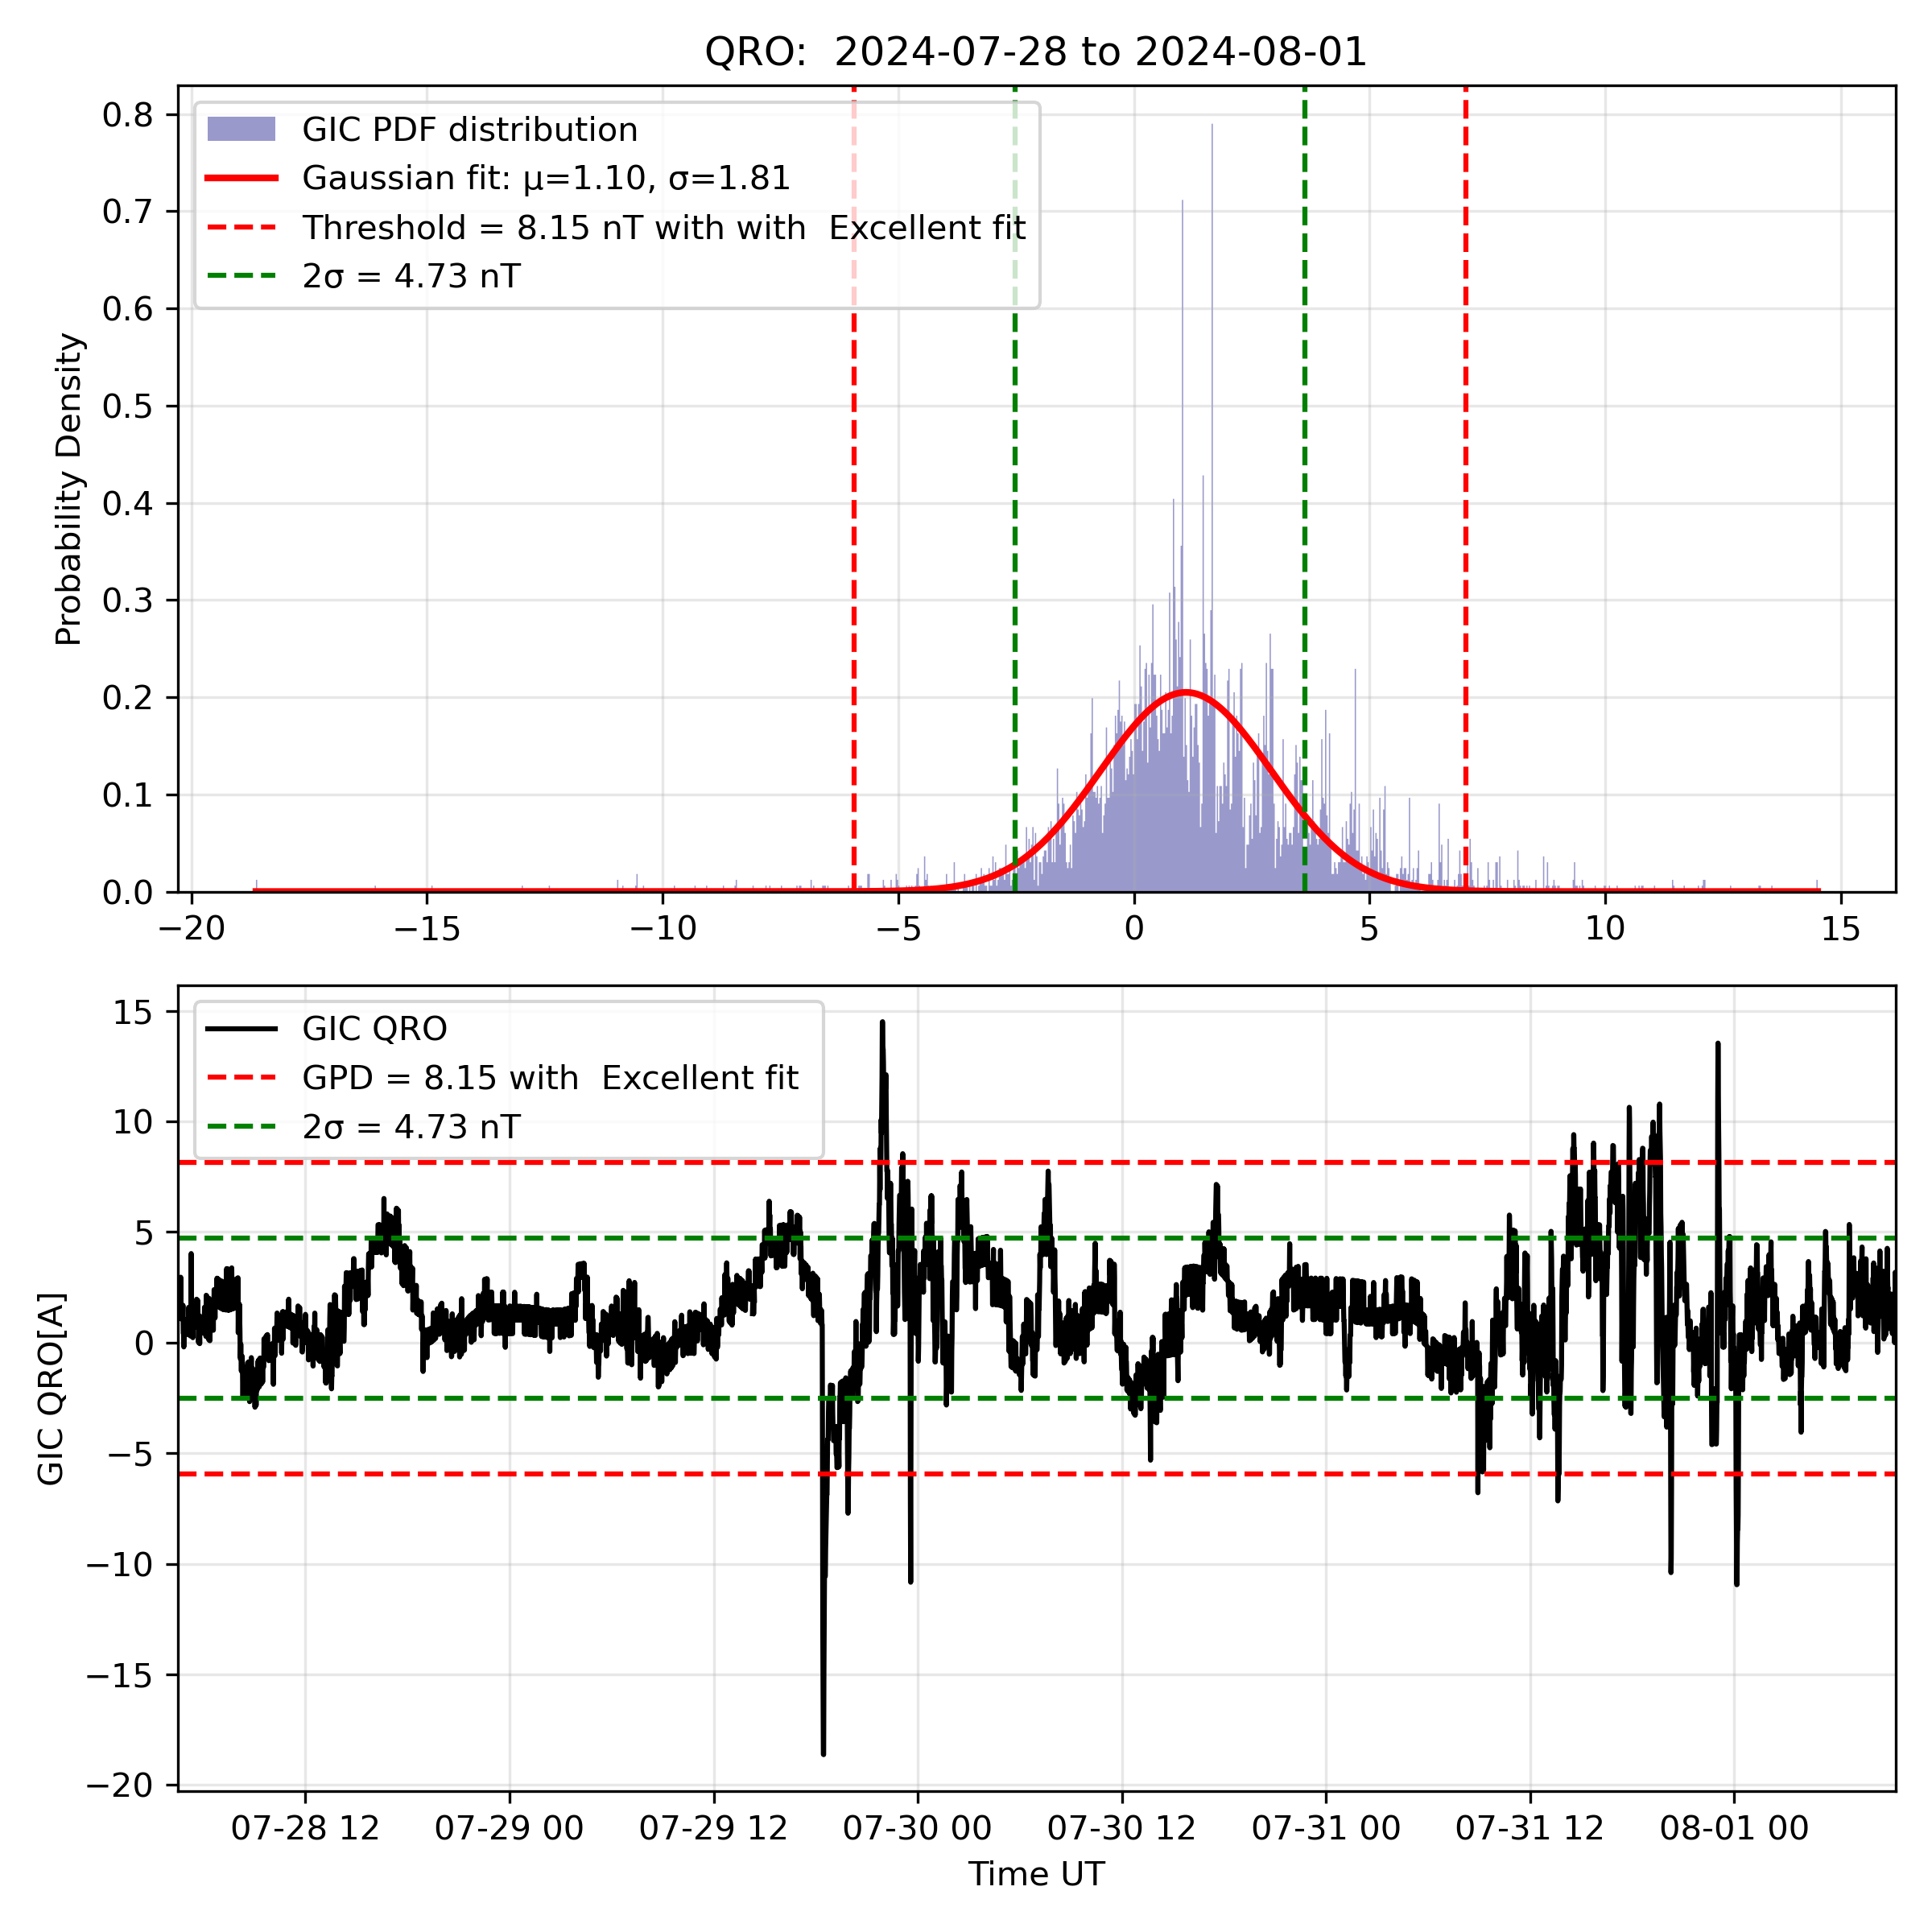 QRO:  2024-07-28 to 2024-08-01
GIC PDF distribution
Gaussian fit: μ=1.10, σ=1.81
Threshold = 8.15 nT with with  Excellent fit
2σ = 4.73 nT
Probability Density
0.8
0.7
0.6
0.5
0.4
0.3
0.2
0.1
0.0
−20 −15 −10 −5 0 5 10 15
GIC QRO
GPD = 8.15 with  Excellent fit
2σ = 4.73 nT
GIC QRO[A]
15
10
5
0
−5
−10
−15
−20
07-28 12 07-29 00 07-29 12 07-30 00 07-30 12 07-31 00 07-31 12 08-01 00
Time UT